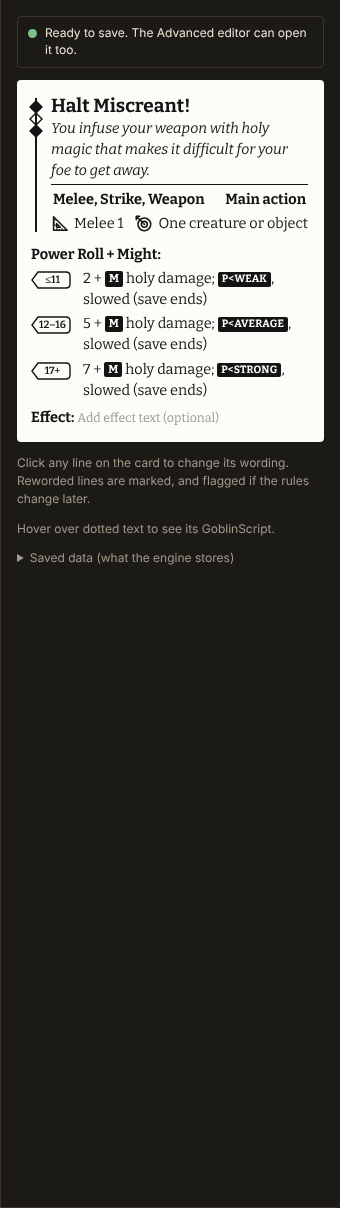 Ready to save. The Advanced editor can open
it too.
Halt Miscreant!
You infuse your weapon with holy
magic that makes it difficult for your
foe to get away.
Melee, Strike, Weapon Main action
Melee 1 One creature or object
Power Roll + Might:
≤11 2 + M holy damage; P<WEAK,
slowed (save ends)
12–16 5 + M holy damage; P<AVERAGE,
slowed (save ends)
17+ 7 + M holy damage; P<STRONG,
slowed (save ends)
Effect: Add effect text (optional)
Click any line on the card to change its wording.
Reworded lines are marked, and flagged if the rules
change later.
Hover over dotted text to see its GoblinScript.
Saved data (what the engine stores)